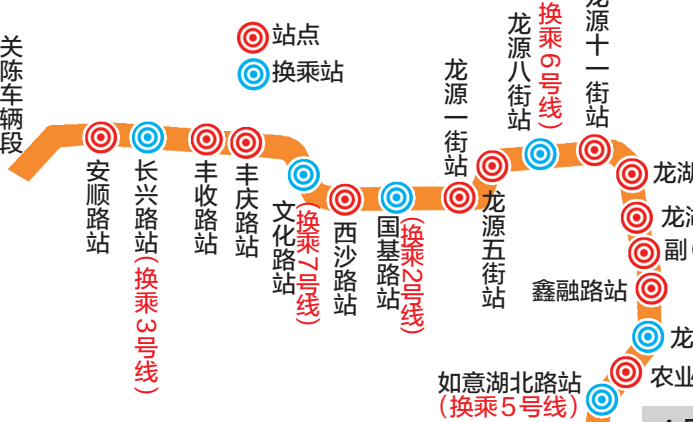 站点
换乘站
关陈车辆段
安顺路站
长兴路站(换乘3号线)
丰收路站
丰庆路站
文化路站
(换乘7号线)
西沙路站
国基路站
(换乘2号线)
龙源一街站
龙源五街站
龙源八街站
换乘6号线)
龙源十一街站
龙湖
龙湖
副
鑫融路站
龙
农业
如意湖北路站
(换乘5号线)